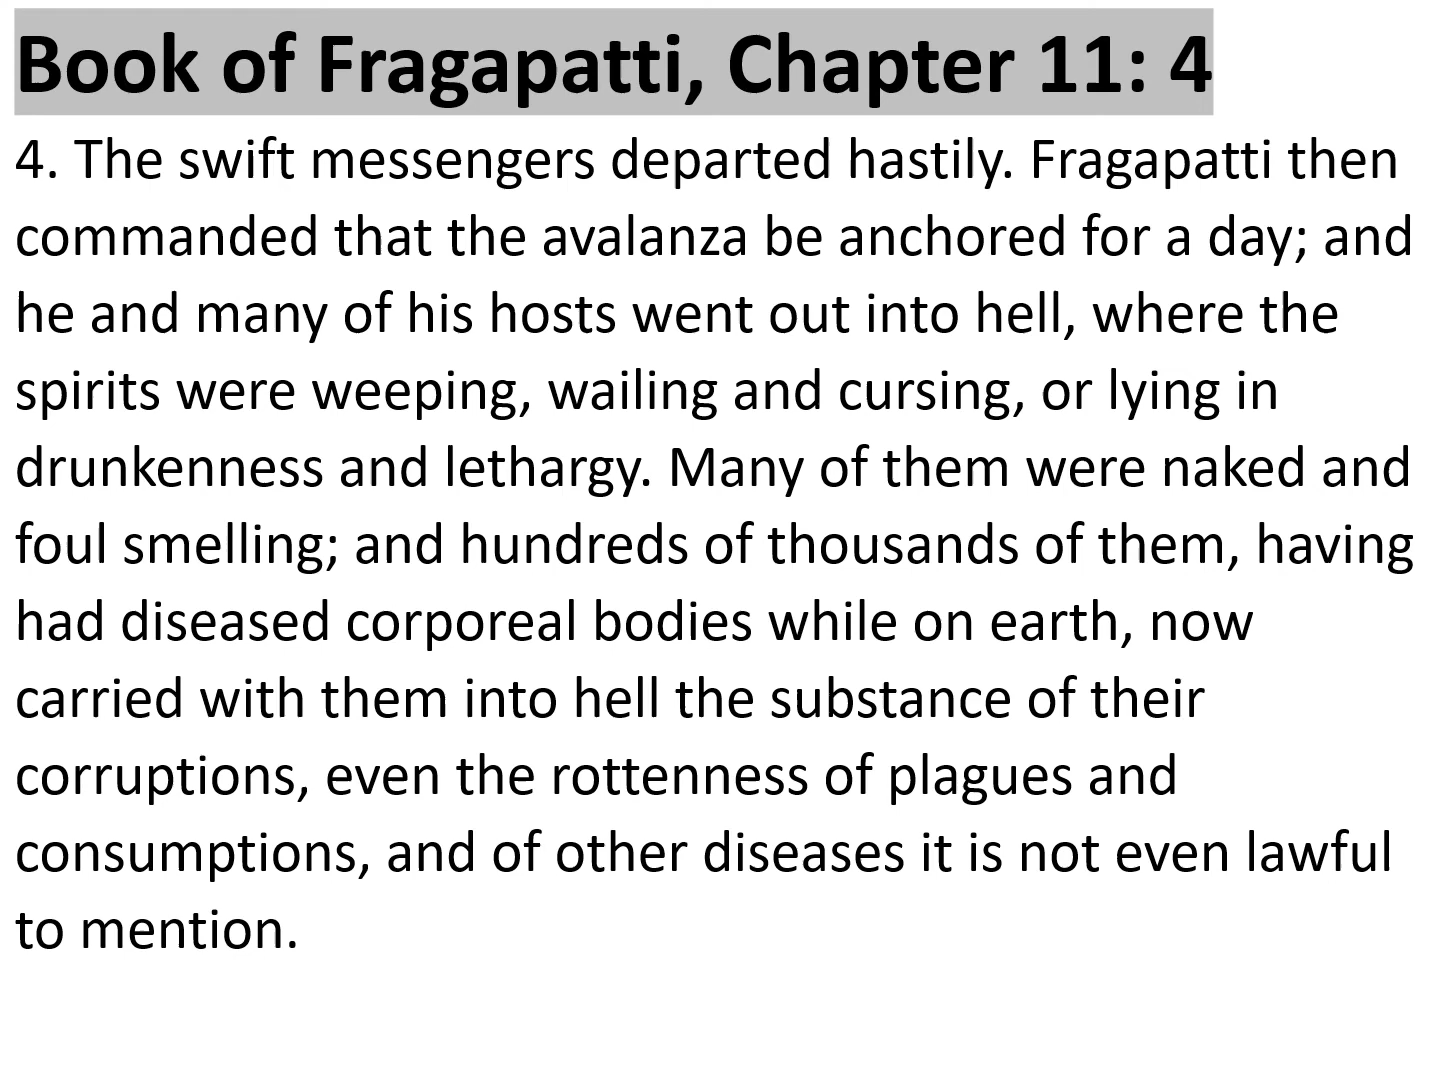 Book of Fragapatti, Chapter 11: 4
4. The swift messengers departed hastily. Fragapatti then
commanded that the avalanza be anchored for a day; and
he and many of his hosts went out into hell, where the
spirits were weeping, wailing and cursing, or lying in
drunkenness and lethargy. Many of them were naked and
foul smelling; and hundreds of thousands of them, having
had diseased corporeal bodies while on earth, now
carried with them into hell the substance of their
corruptions, even the rottenness of plagues and
consumptions, and of other diseases it is not even lawful
to mention.